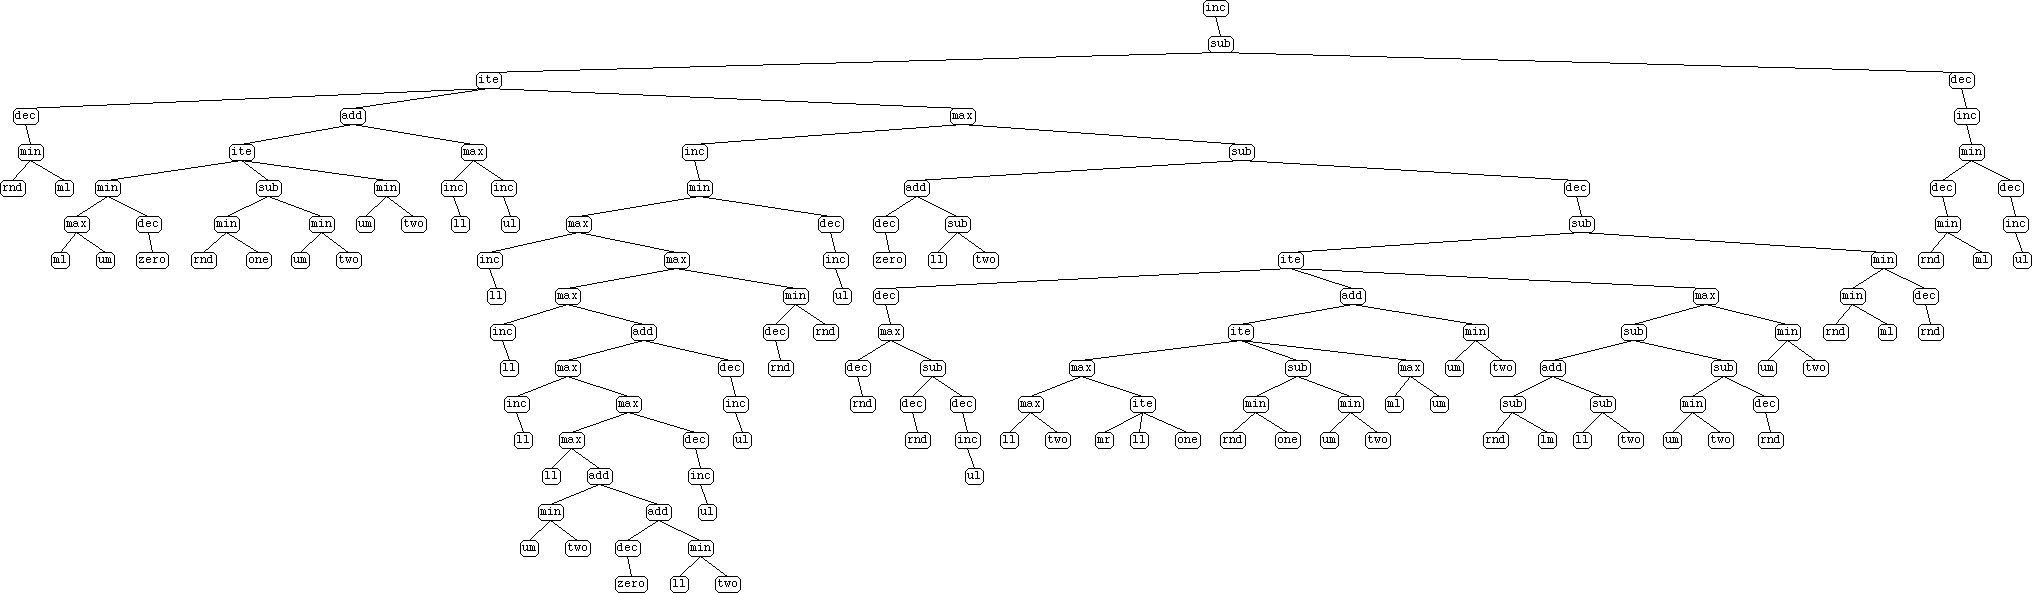 inc
sub
ite dec
dec add max inc
min ite max inc sub min
rnd ml min sub min inc inc min add dec dec dec
max dec min min um two ll ul max dec dec sub sub min inc
ml um zero rnd one um two inc max inc zero ll two ite min rnd ml ul
ll max min ul dec add max min dec
inc add dec rnd max ite min sub min rnd ml rnd
ll max dec rnd dec sub max sub max um two add sub um two
inc max inc rnd dec dec max ite min min ml um sub sub min dec
ll max dec ul rnd inc ll two mr ll one rnd one um two rnd lm ll two um two rnd
ll add inc ul
min add ul
um two dec min
zero ll two